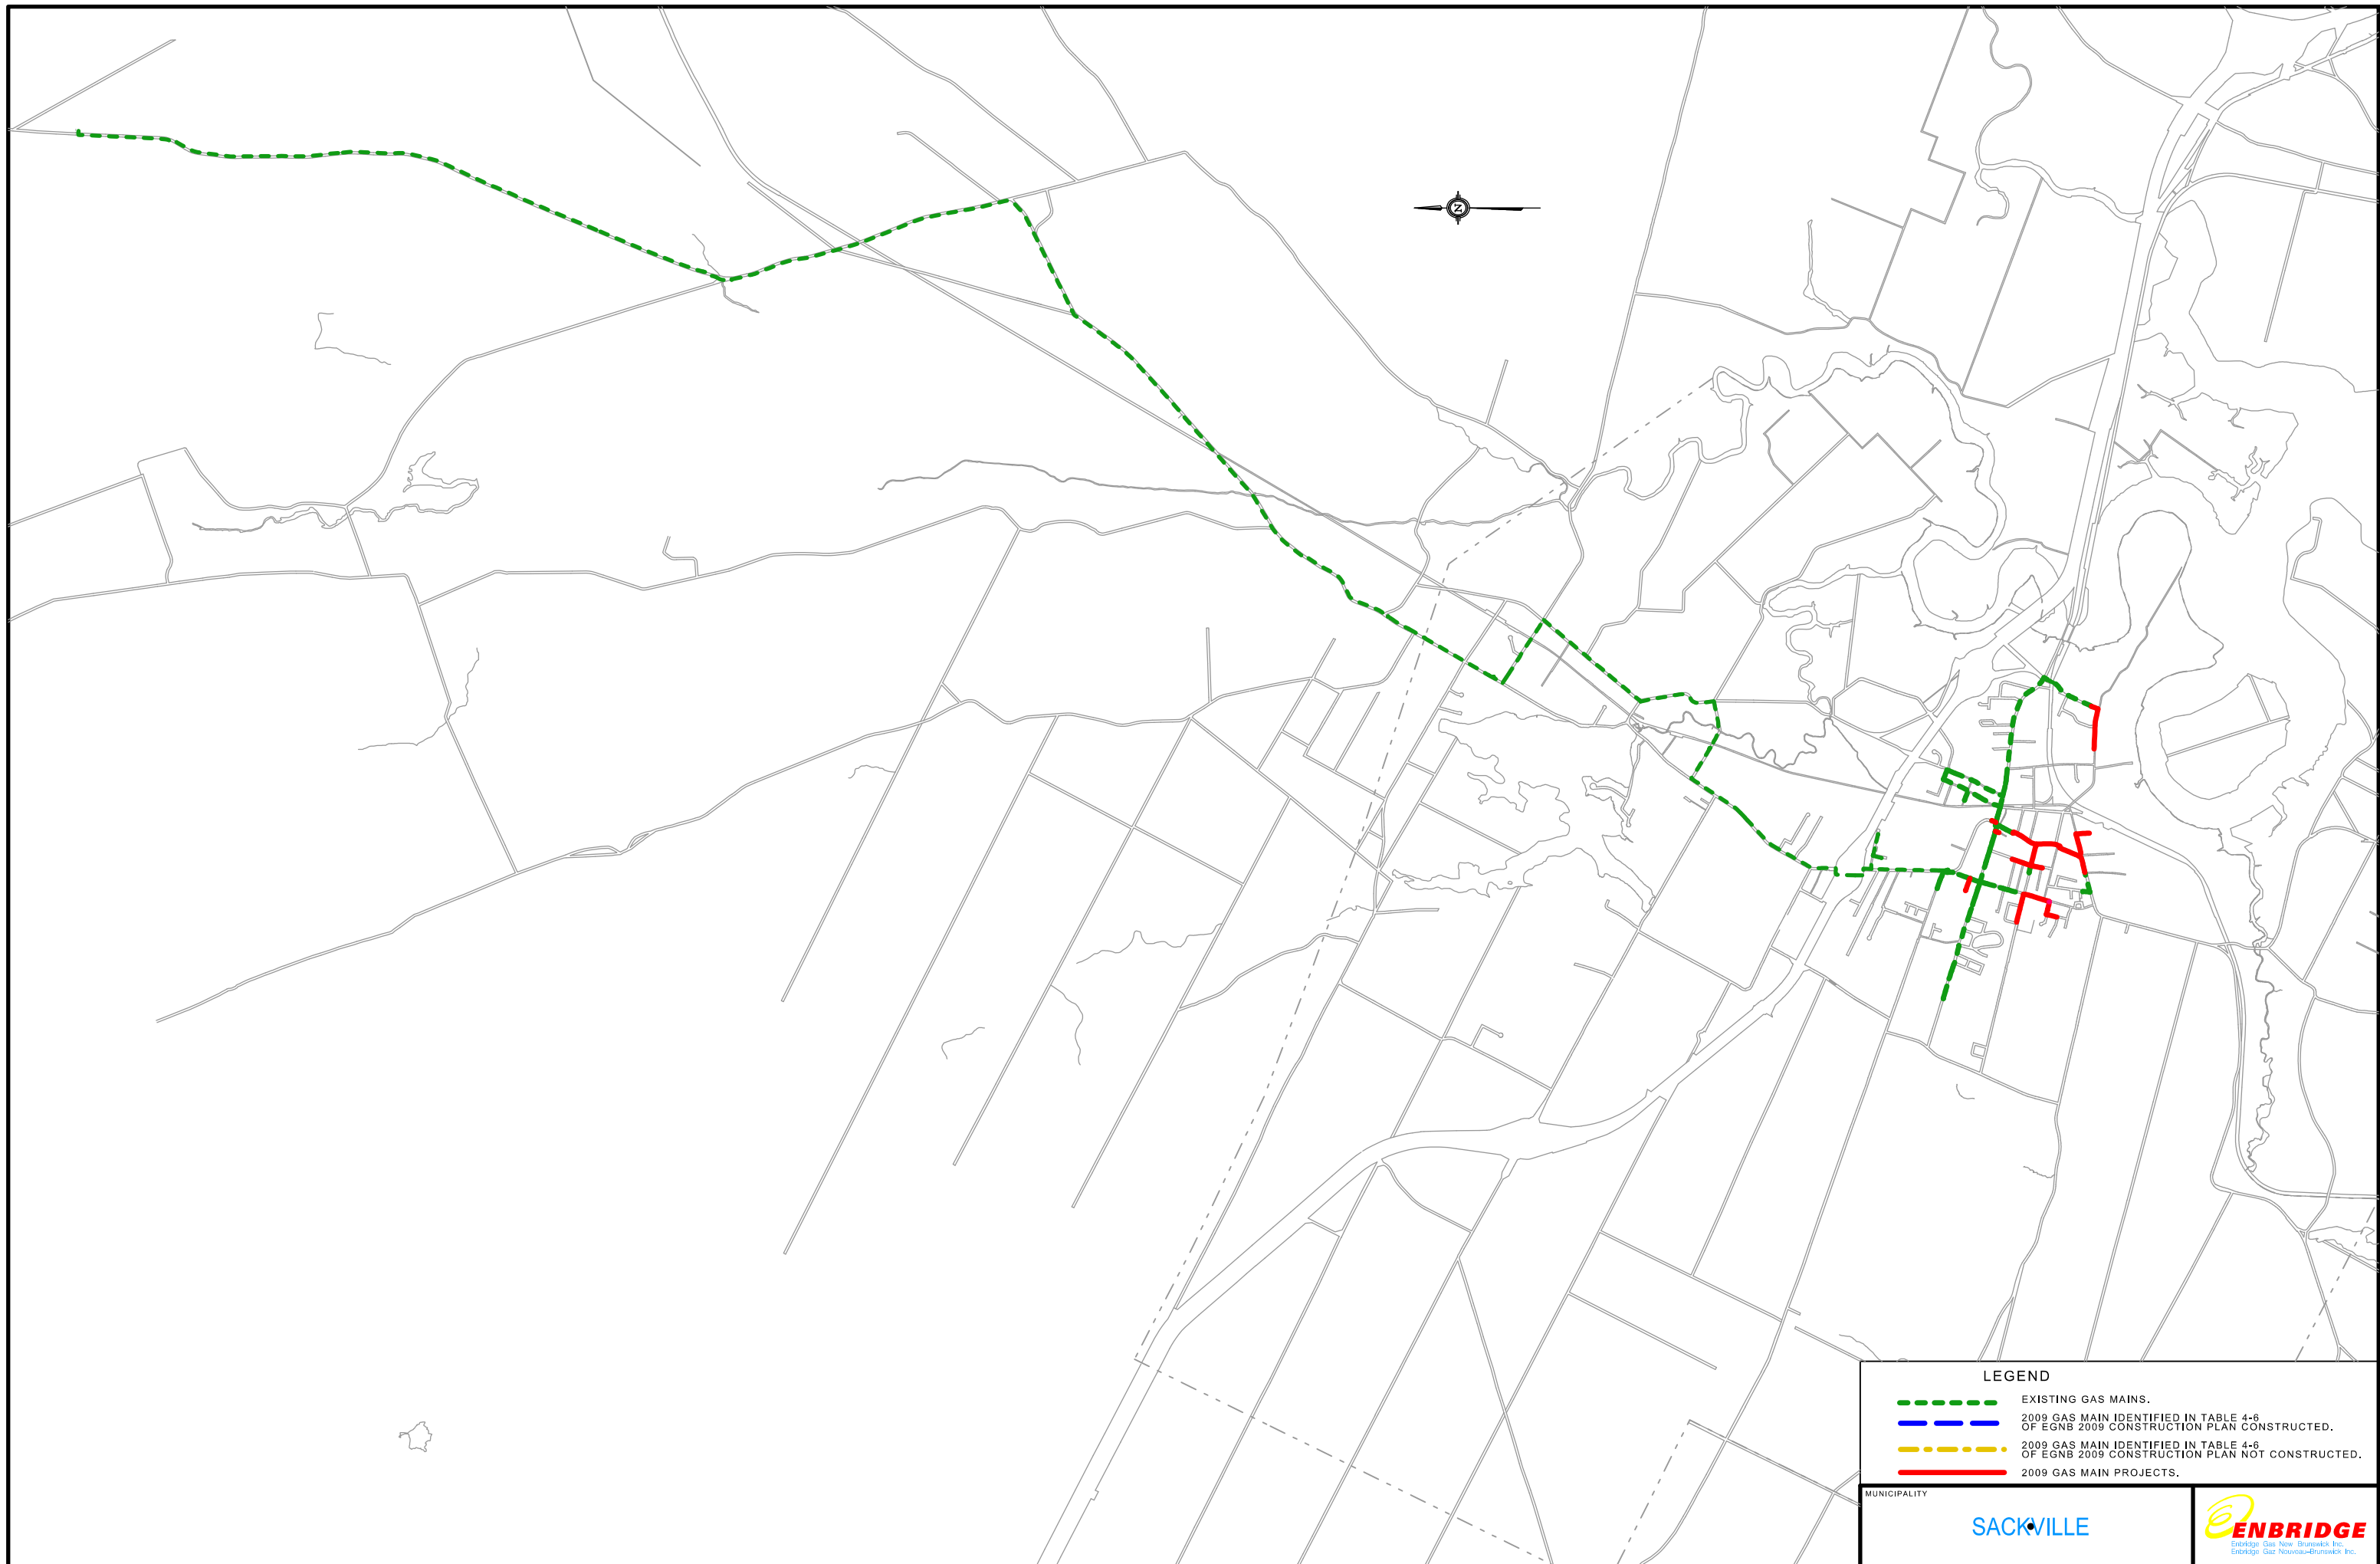 Z
LEGEND
EXISTING GAS MAINS.
2009 GAS MAIN IDENTIFIED IN TABLE 4-6
OF EGNB 2009 CONSTRUCTION PLAN CONSTRUCTED.
2009 GAS MAIN IDENTIFIED IN TABLE 4-6
OF EGNB 2009 CONSTRUCTION PLAN NOT CONSTRUCTED.
2009 GAS MAIN PROJECTS.
MUNICIPALITY
SACKVILLE
ENBRIDGE
Enbridge Gas New Brunswick Inc.
Enbridge Gaz Nouveau-Brunswick Inc.